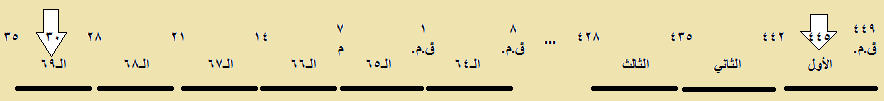 ٤٤٩ ق.م. ٤٤٥ ٤٤٢ ٤٣٥ ٤٢٨ ... ٨ ق.م. ١ ق.م. ٧ م ١٤ ٢١ ٢٨ ٣٠ ٣٥
الأول الثاني الثالث الـ٦٤ الـ٦٥ الـ٦٦ الـ٦٧ الـ٦٨ الـ٦٩